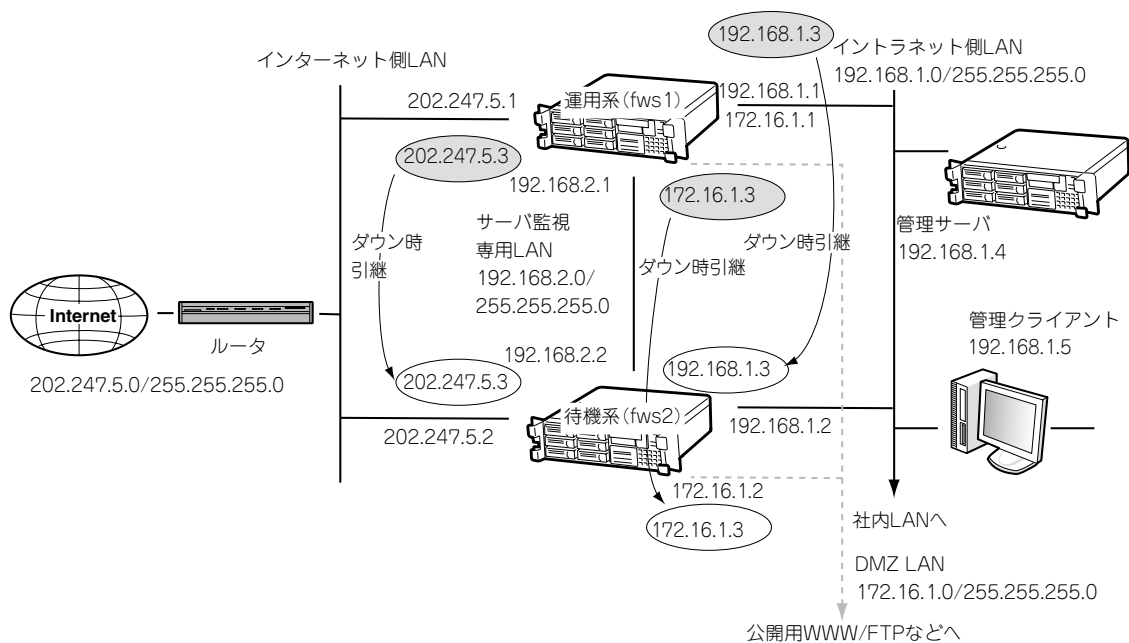 192.168.1.3
インターネット側LAN
イントラネット側LAN
192.168.1.0/255.255.255.0
202.247.5.1
運用系(fws1)
192.168.1.1
172.16.1.1
202.247.5.3
192.168.2.1
172.16.1.3
サーバ監視
専用LAN
192.168.2.0/
255.255.255.0
ダウン時
引継
ダウン時引継
ダウン時引継
管理サーバ
192.168.1.4
Internet
ルータ
202.247.5.0/255.255.255.0
管理クライアント
192.168.1.5
192.168.2.2
202.247.5.3
192.168.1.3
待機系(fws2)
202.247.5.2
192.168.1.2
172.16.1.2
172.16.1.3
社内LANへ
DMZ LAN
172.16.1.0/255.255.255.0
公開用WWW/FTPなどへ